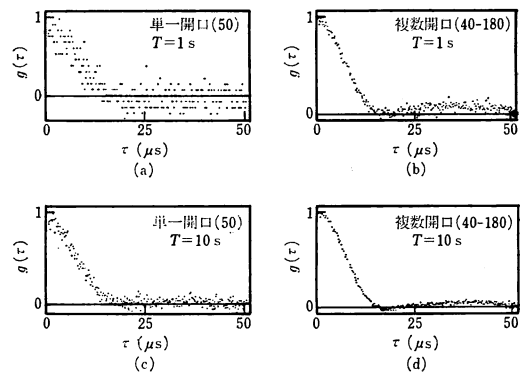 g(τ)
1
0
単一開口(50)
T=1 s
0 25 50
τ (μs)
(a)
g(τ)
1
0
複数開口(40-180)
T=1 s
0 25 50
τ (μs)
(b)
g(τ)
1
0
単一開口(50)
T=10 s
0 25 50
τ (μs)
(c)
g(τ)
1
0
複数開口(40-180)
T=10 s
0 25 50
τ (μs)
(d)